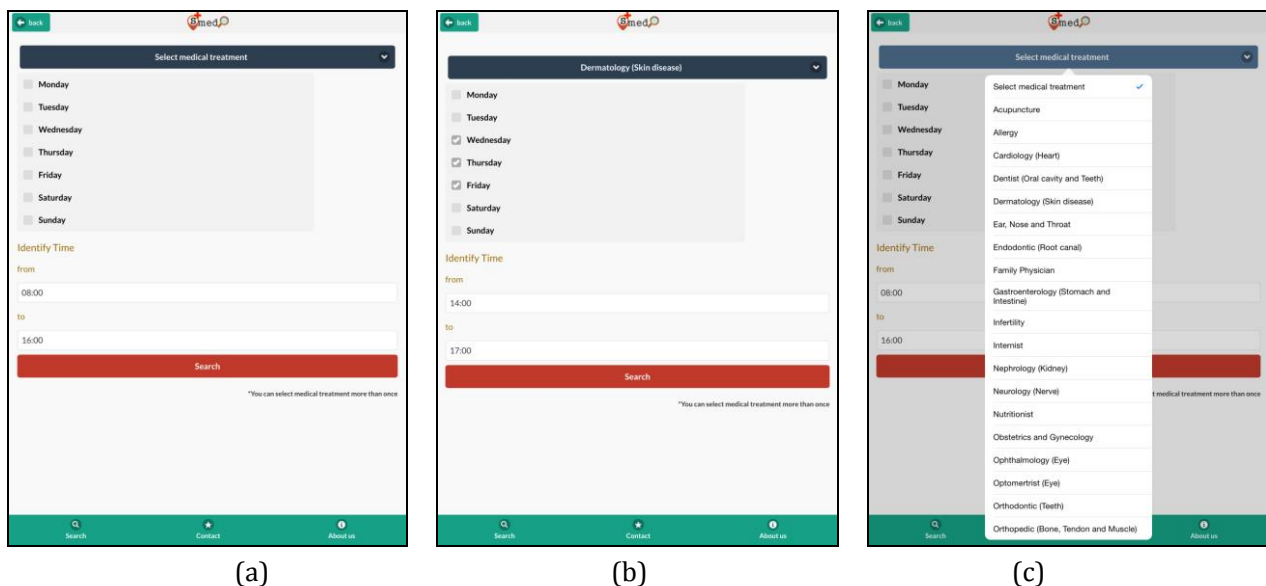 back
Smed
Select medical treatment
Monday
Tuesday
Wednesday
Thursday
Friday
Saturday
Sunday
Identify Time
from
08:00
to
16:00
Search
*You can select medical treatment more than once
Search
Contact
About us
(a)
back
Smed
Dermatology (Skin disease)
Monday
Tuesday
Wednesday
Thursday
Friday
Saturday
Sunday
Identify Time
from
14:00
to
17:00
Search
*You can select medical treatment more than once
Search
Contact
About us
(b)
back
Smed
Select medical treatment
Monday
Tuesday
Wednesday
Thursday
Friday
Saturday
Sunday
Identify Time
from
08:00
to
16:00
t medical treatment more than once
Search
About us
Select medical treatment
Acupuncture
Allergy
Cardiology (Heart)
Dentist (Oral cavity and Teeth)
Dermatology (Skin disease)
Ear, Nose and Throat
Endodontic (Root canal)
Family Physician
Gastroenterology (Stomach and
Intestine)
Infertility
Internist
Nephrology (Kidney)
Neurology (Nerve)
Nutritionist
Obstetrics and Gynecology
Ophthalmology (Eye)
Optomertrist (Eye)
Orthodontic (Teeth)
Orthopedic (Bone, Tendon and Muscle)
(c)